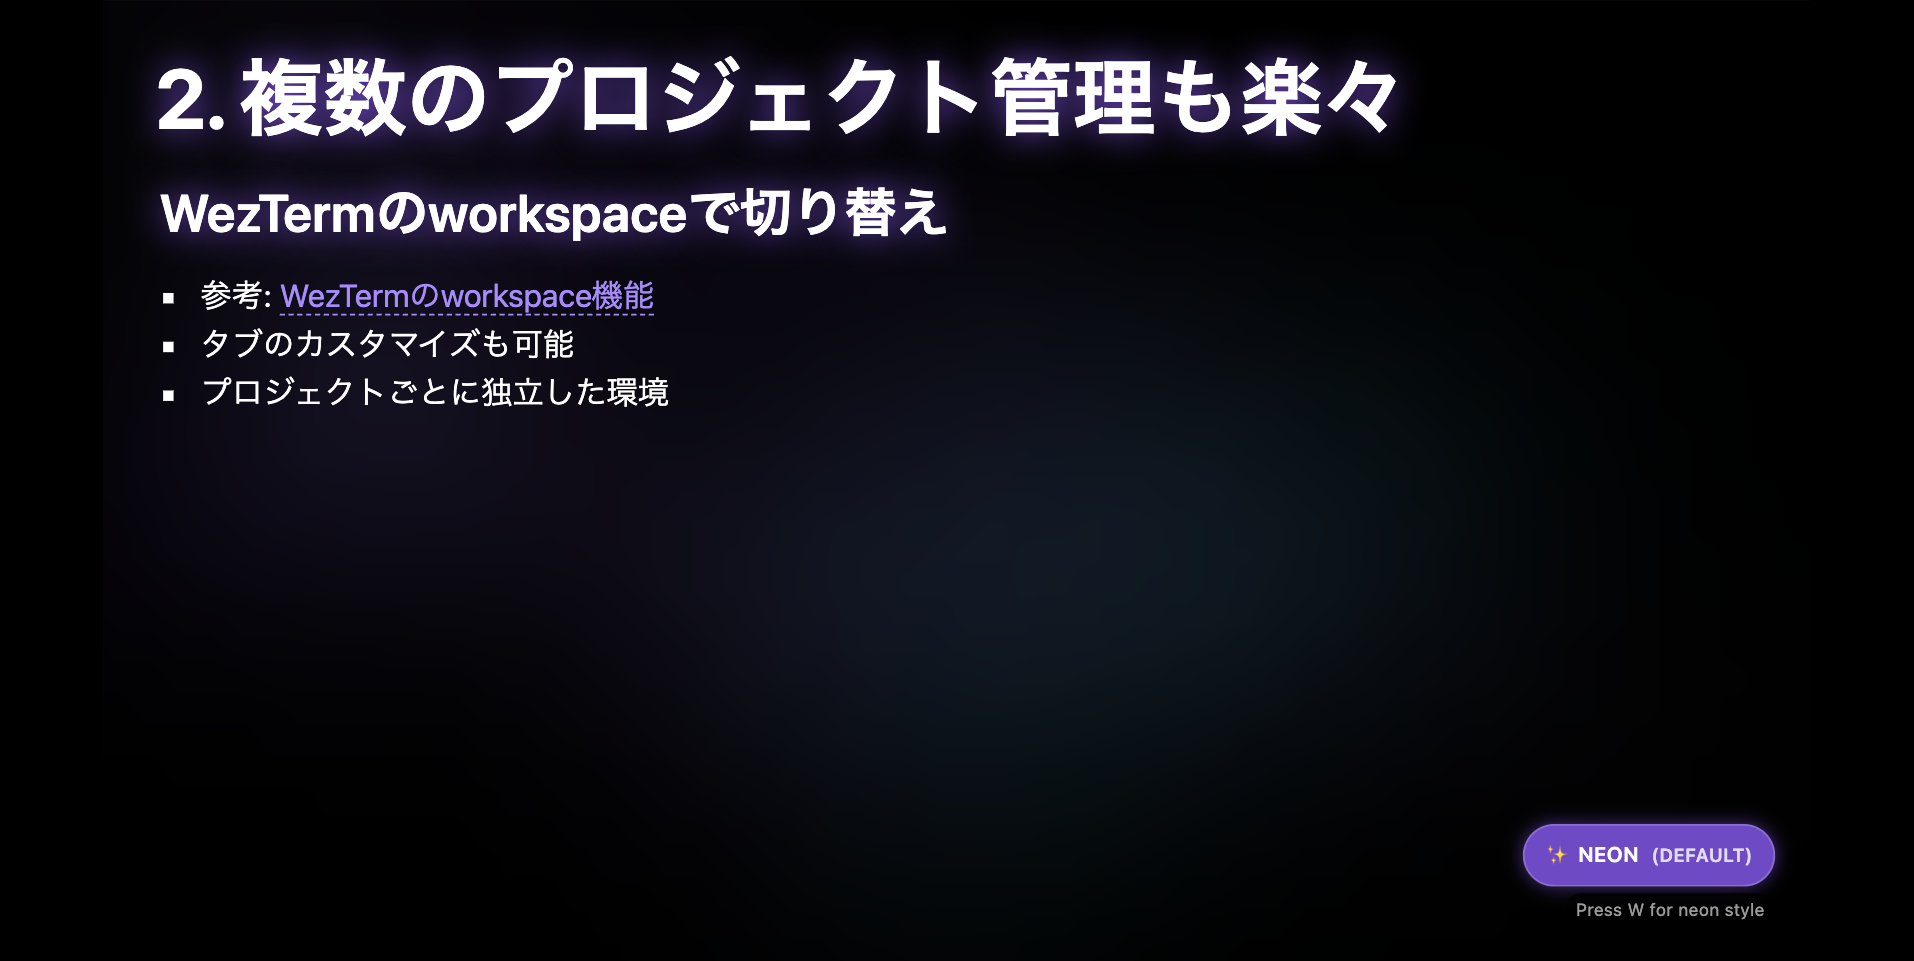 2. 複数のプロジェクト管理も楽々
WezTermのworkspaceで切り替え
▪ 参考: WezTermのworkspace機能
▪ タブのカスタマイズも可能
▪ プロジェクトごとに独立した環境
✨ NEON (DEFAULT)
Press W for neon style